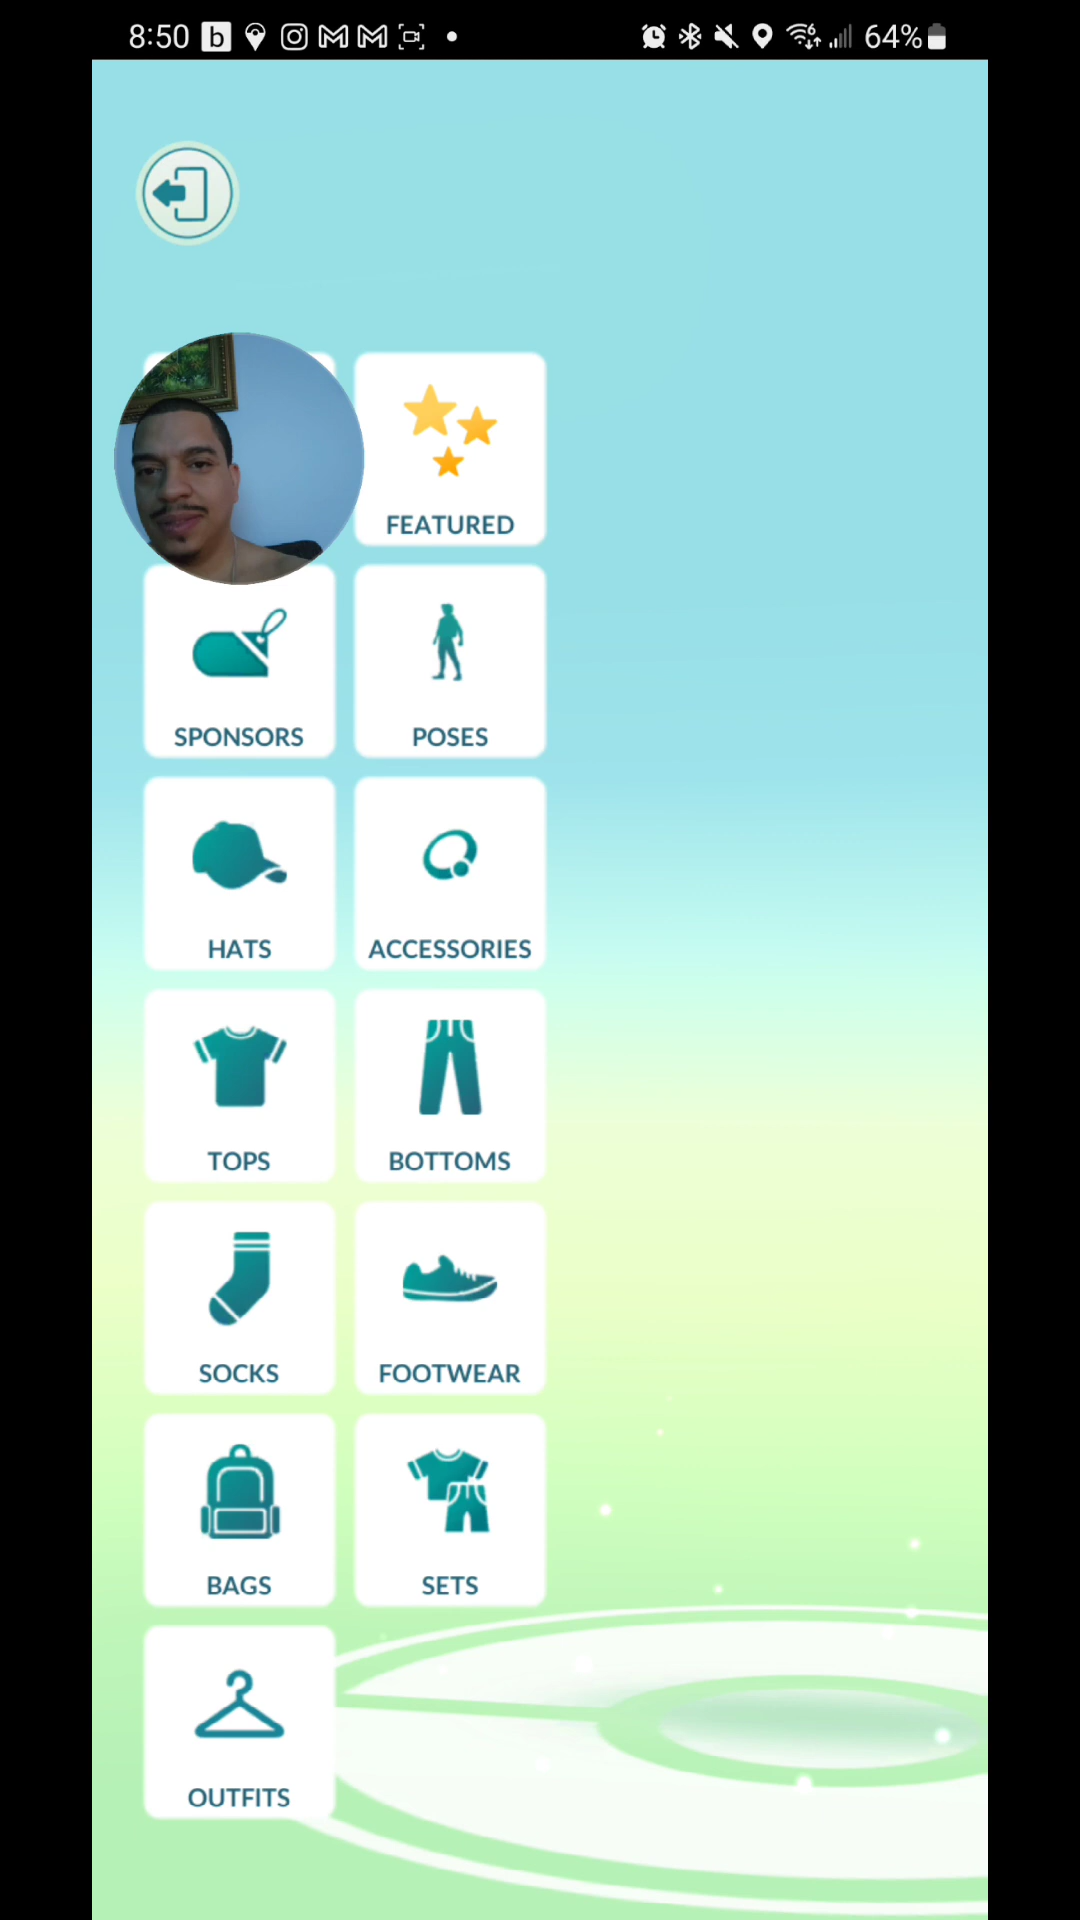 8:50 b 64%
FEATURED
SPONSORS POSES
HATS ACCESSORIES
TOPS BOTTOMS
SOCKS FOOTWEAR
BAGS SETS
OUTFITS